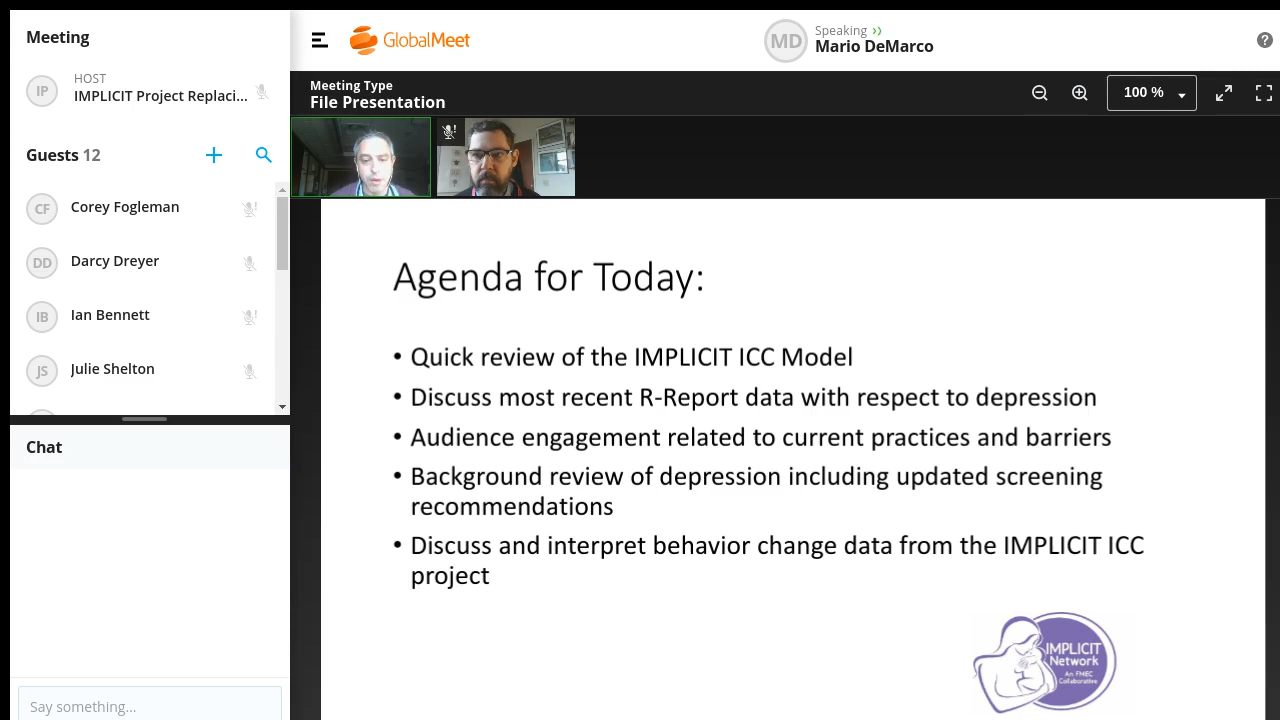 Meeting
IP
HOST
IMPLICIT Project Replaci...
Guests 12
CF
Corey Fogleman
DD
Darcy Dreyer
IB
Ian Bennett
JS
Julie Shelton
Chat
Say something...
GlobalMeet
MD
Speaking
Mario DeMarco
?
Meeting Type
File Presentation
100 %
Agenda for Today:
• Quick review of the IMPLICIT ICC Model
• Discuss most recent R-Report data with respect to depression
• Audience engagement related to current practices and barriers
• Background review of depression including updated screening
recommendations
• Discuss and interpret behavior change data from the IMPLICIT ICC
project
IMPLICIT
Network
An FMEC
Collaborative